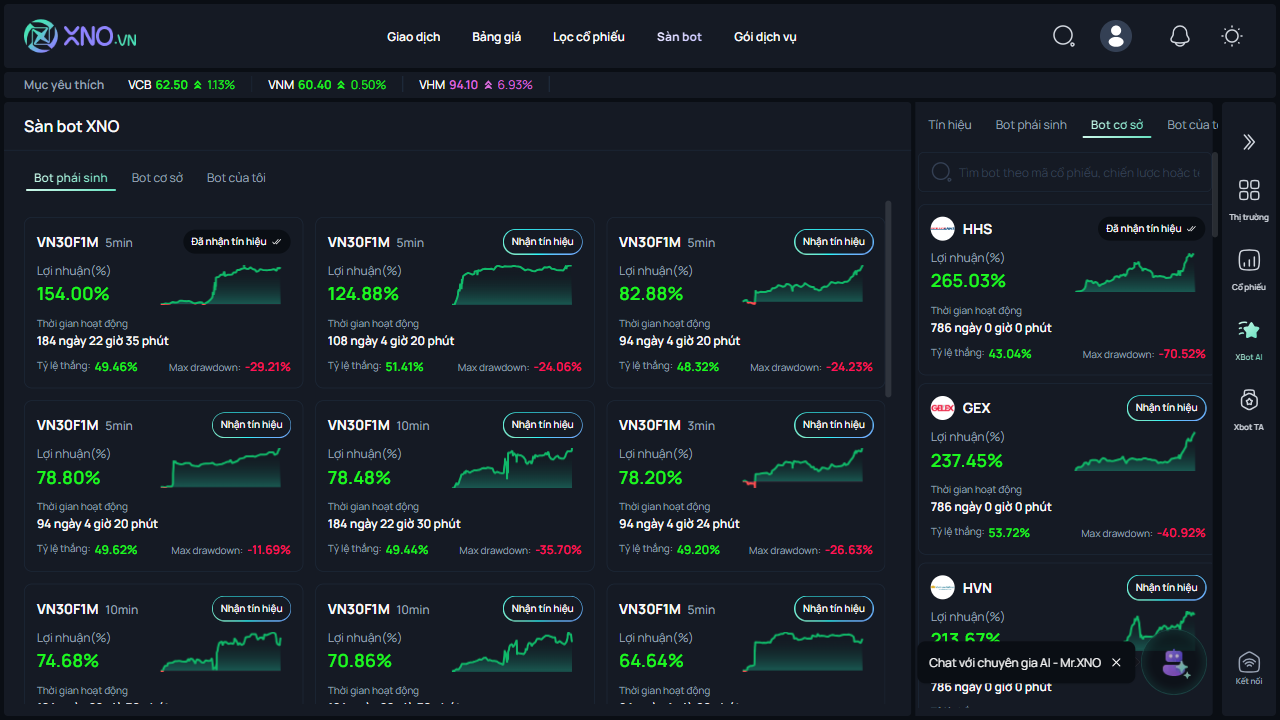 XNO.VN
Giao dịch Bảng giá Lọc cổ phiếu Sàn bot Gói dịch vụ
Mục yêu thích VCB 62.50 1.13% VNM 60.40 0.50% VHM 94.10 6.93%
Sàn bot XNO
Bot phái sinh Bot cơ sở Bot của tôi
VN30F1M 5min Đã nhận tín hiệu
Lợi nhuận(%)
154.00%
Thời gian hoạt động
184 ngày 22 giờ 35 phút
Tỷ lệ thắng: 49.46% Max drawdown: -29.21%
VN30F1M 5min Nhận tín hiệu
Lợi nhuận(%)
124.88%
Thời gian hoạt động
108 ngày 4 giờ 20 phút
Tỷ lệ thắng: 51.41% Max drawdown: -24.06%
VN30F1M 5min Nhận tín hiệu
Lợi nhuận(%)
82.88%
Thời gian hoạt động
94 ngày 4 giờ 20 phút
Tỷ lệ thắng: 48.32% Max drawdown: -24.23%
VN30F1M 5min Nhận tín hiệu
Lợi nhuận(%)
78.80%
Thời gian hoạt động
94 ngày 4 giờ 20 phút
Tỷ lệ thắng: 49.62% Max drawdown: -11.69%
VN30F1M 10min Nhận tín hiệu
Lợi nhuận(%)
78.48%
Thời gian hoạt động
184 ngày 22 giờ 30 phút
Tỷ lệ thắng: 49.44% Max drawdown: -35.70%
VN30F1M 3min Nhận tín hiệu
Lợi nhuận(%)
78.20%
Thời gian hoạt động
94 ngày 4 giờ 24 phút
Tỷ lệ thắng: 49.20% Max drawdown: -26.63%
VN30F1M 10min Nhận tín hiệu
Lợi nhuận(%)
74.68%
Thời gian hoạt động
VN30F1M 10min Nhận tín hiệu
Lợi nhuận(%)
70.86%
Thời gian hoạt động
VN30F1M 5min Nhận tín hiệu
Lợi nhuận(%)
64.64%
Thời gian hoạt động
Tín hiệu Bot phái sinh Bot cơ sở Bot của
Tìm bot theo mã cổ phiếu, chiến lược hoặc
HHS Đã nhận tín hiệu
Lợi nhuận(%)
265.03%
Thời gian hoạt động
786 ngày 0 giờ 0 phút
Tỷ lệ thắng: 43.04% Max drawdown: -70.52%
GELEX GEX Nhận tín hiệu
Lợi nhuận(%)
237.45%
Thời gian hoạt động
786 ngày 0 giờ 0 phút
Tỷ lệ thắng: 53.72% Max drawdown: -40.92%
HVN Nhận tín hiệu
Lợi nhuận(%)
213.67%
Chat với chuyên gia AI - Mr.XNO
786 ngày 0 giờ 0 phút
Thị trường
Cổ phiếu
XBot AI
Xbot TA
Kết nối